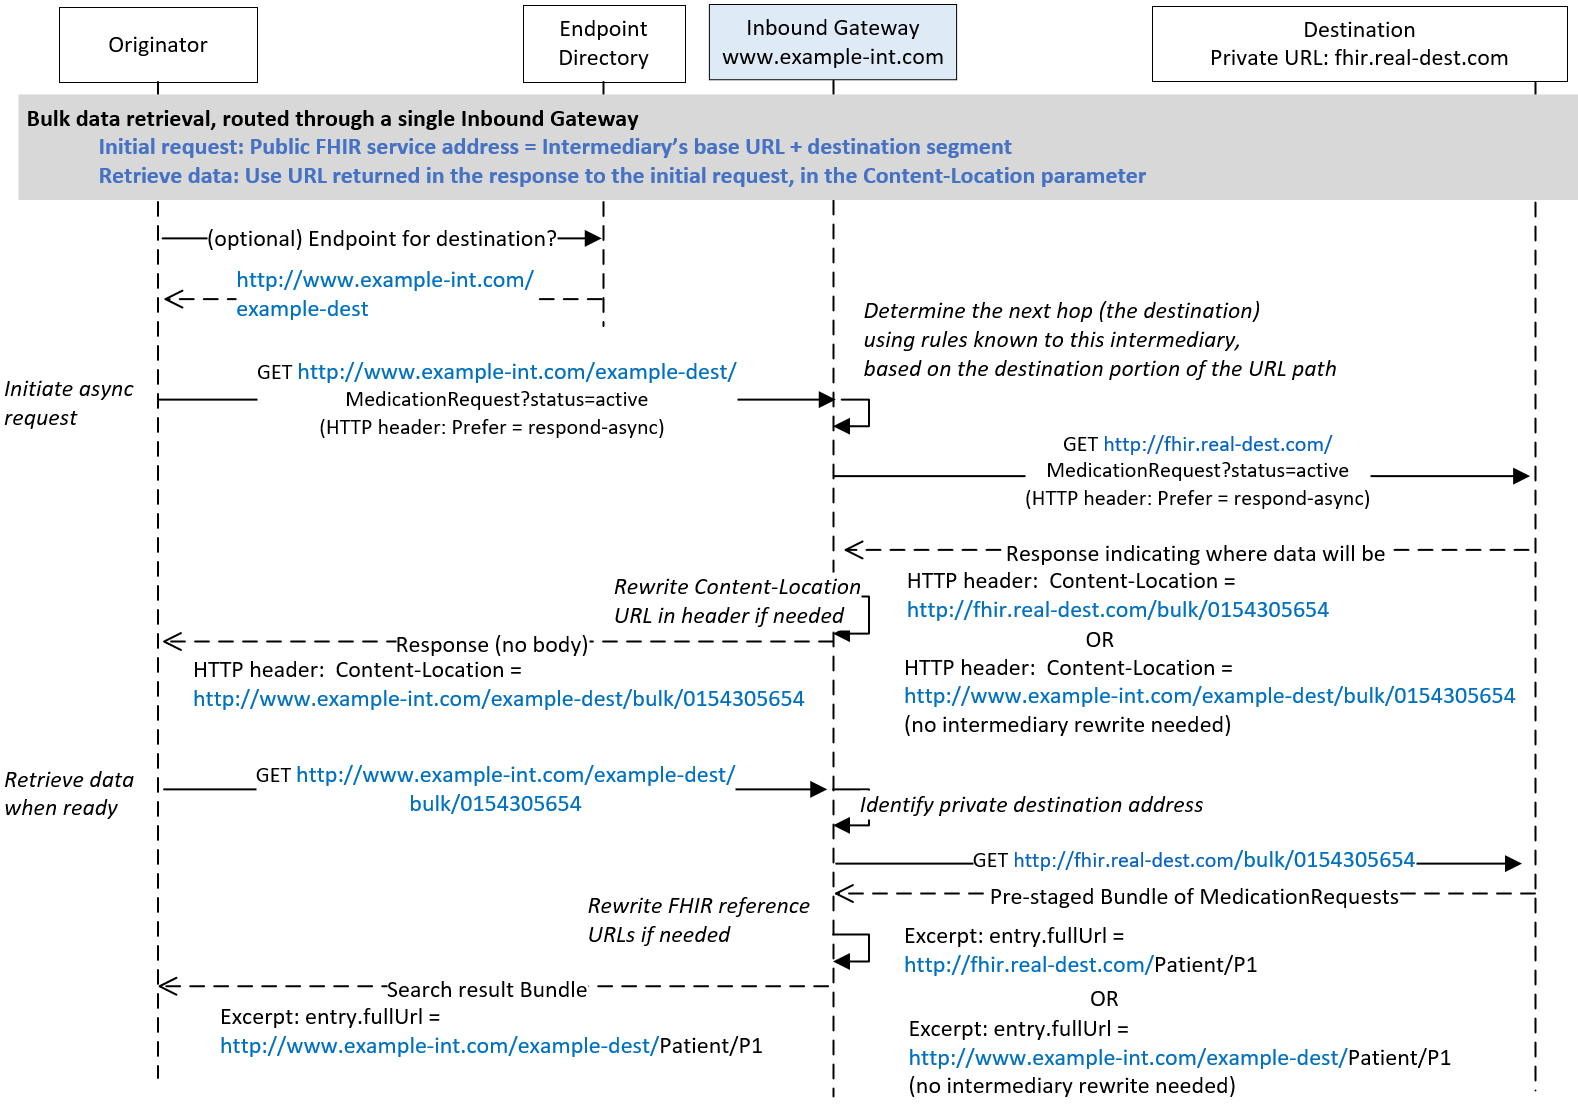 Originator
Endpoint
Directory
Inbound Gateway
www.example-int.com
Destination
Private URL: fhir.real-dest.com
Bulk data retrieval, routed through a single Inbound Gateway
Initial request: Public FHIR service address = Intermediary’s base URL + destination segment
Retrieve data: Use URL returned in the response to the initial request, in the Content-Location parameter
(optional) Endpoint for destination?
http://www.example-int.com/
example-dest
Determine the next hop (the destination)
using rules known to this intermediary,
based on the destination portion of the URL path
Initiate async
request
GET http://www.example-int.com/example-dest/
MedicationRequest?status=active
(HTTP header: Prefer = respond-async)
GET http://fhir.real-dest.com/
MedicationRequest?status=active
(HTTP header: Prefer = respond-async)
Response indicating where data will be
HTTP header:  Content-Location =
http://fhir.real-dest.com/bulk/0154305654
OR
HTTP header:  Content-Location =
http://www.example-int.com/example-dest/bulk/0154305654
(no intermediary rewrite needed)
Rewrite Content-Location
URL in header if needed
Response (no body)
HTTP header:  Content-Location =
http://www.example-int.com/example-dest/bulk/0154305654
Retrieve data
when ready
GET http://www.example-int.com/example-dest/
bulk/0154305654
Identify private destination address
GET http://fhir.real-dest.com/bulk/0154305654
Pre-staged Bundle of MedicationRequests
Excerpt: entry.fullUrl =
http://fhir.real-dest.com/Patient/P1
OR
Excerpt: entry.fullUrl =
http://www.example-int.com/example-dest/Patient/P1
(no intermediary rewrite needed)
Rewrite FHIR reference
URLs if needed
Search result Bundle
Excerpt: entry.fullUrl =
http://www.example-int.com/example-dest/Patient/P1